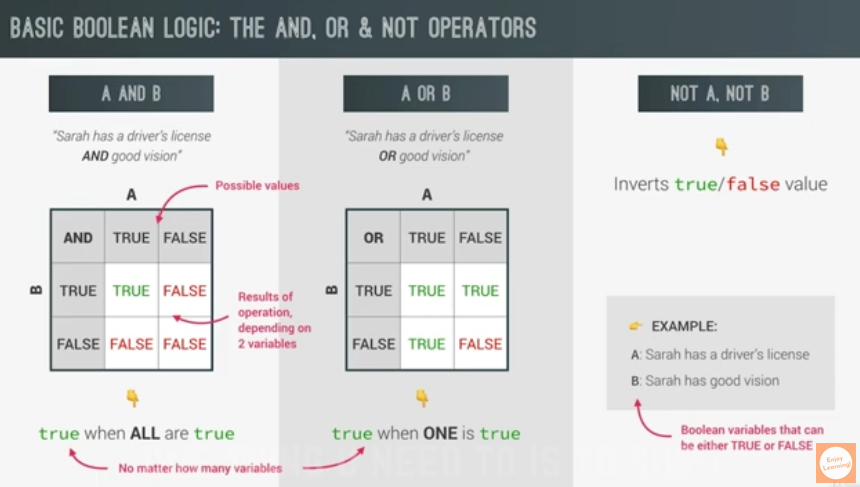 BASIC BOOLEAN LOGIC: THE AND, OR & NOT OPERATORS
A AND B
"Sarah has a driver's license
AND good vision"
A
Possible values
B
AND TRUE FALSE
TRUE TRUE FALSE
FALSE FALSE FALSE
Results of
operation,
depending on
2 variables
true when ALL are true
No matter how many variables
A OR B
"Sarah has a driver's license
OR good vision"
A
B
OR TRUE FALSE
TRUE TRUE TRUE
FALSE TRUE FALSE
true when ONE is true
NOT A, NOT B
Inverts true/false value
EXAMPLE:
A: Sarah has a driver's license
B: Sarah has good vision
Boolean variables that can
be either TRUE or FALSE
Enjoy
Learning!